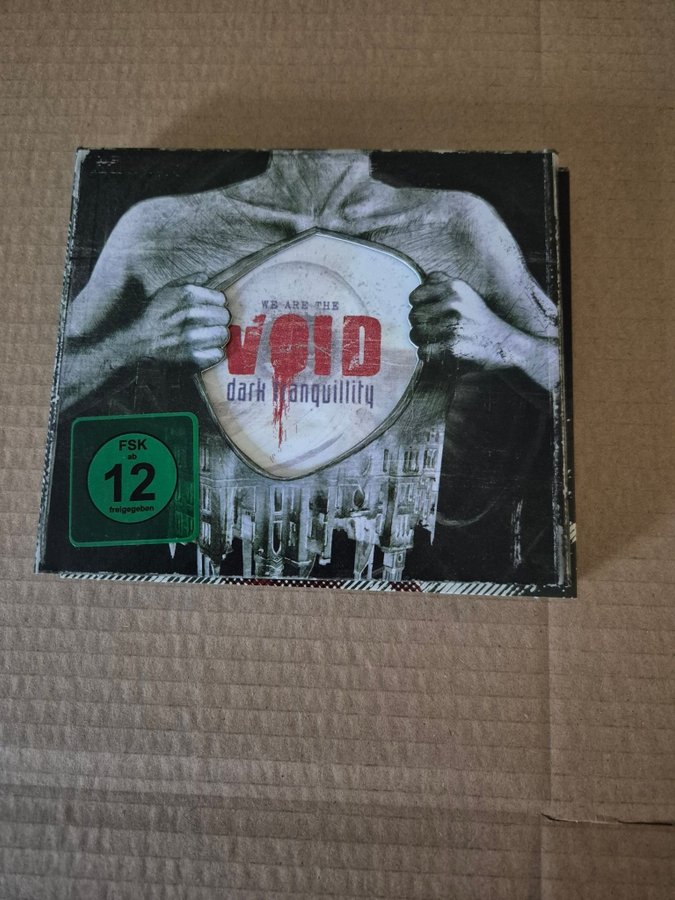 WE ARE THE
VOID
dark tranquillity
FSK
ab
12
freigegeben